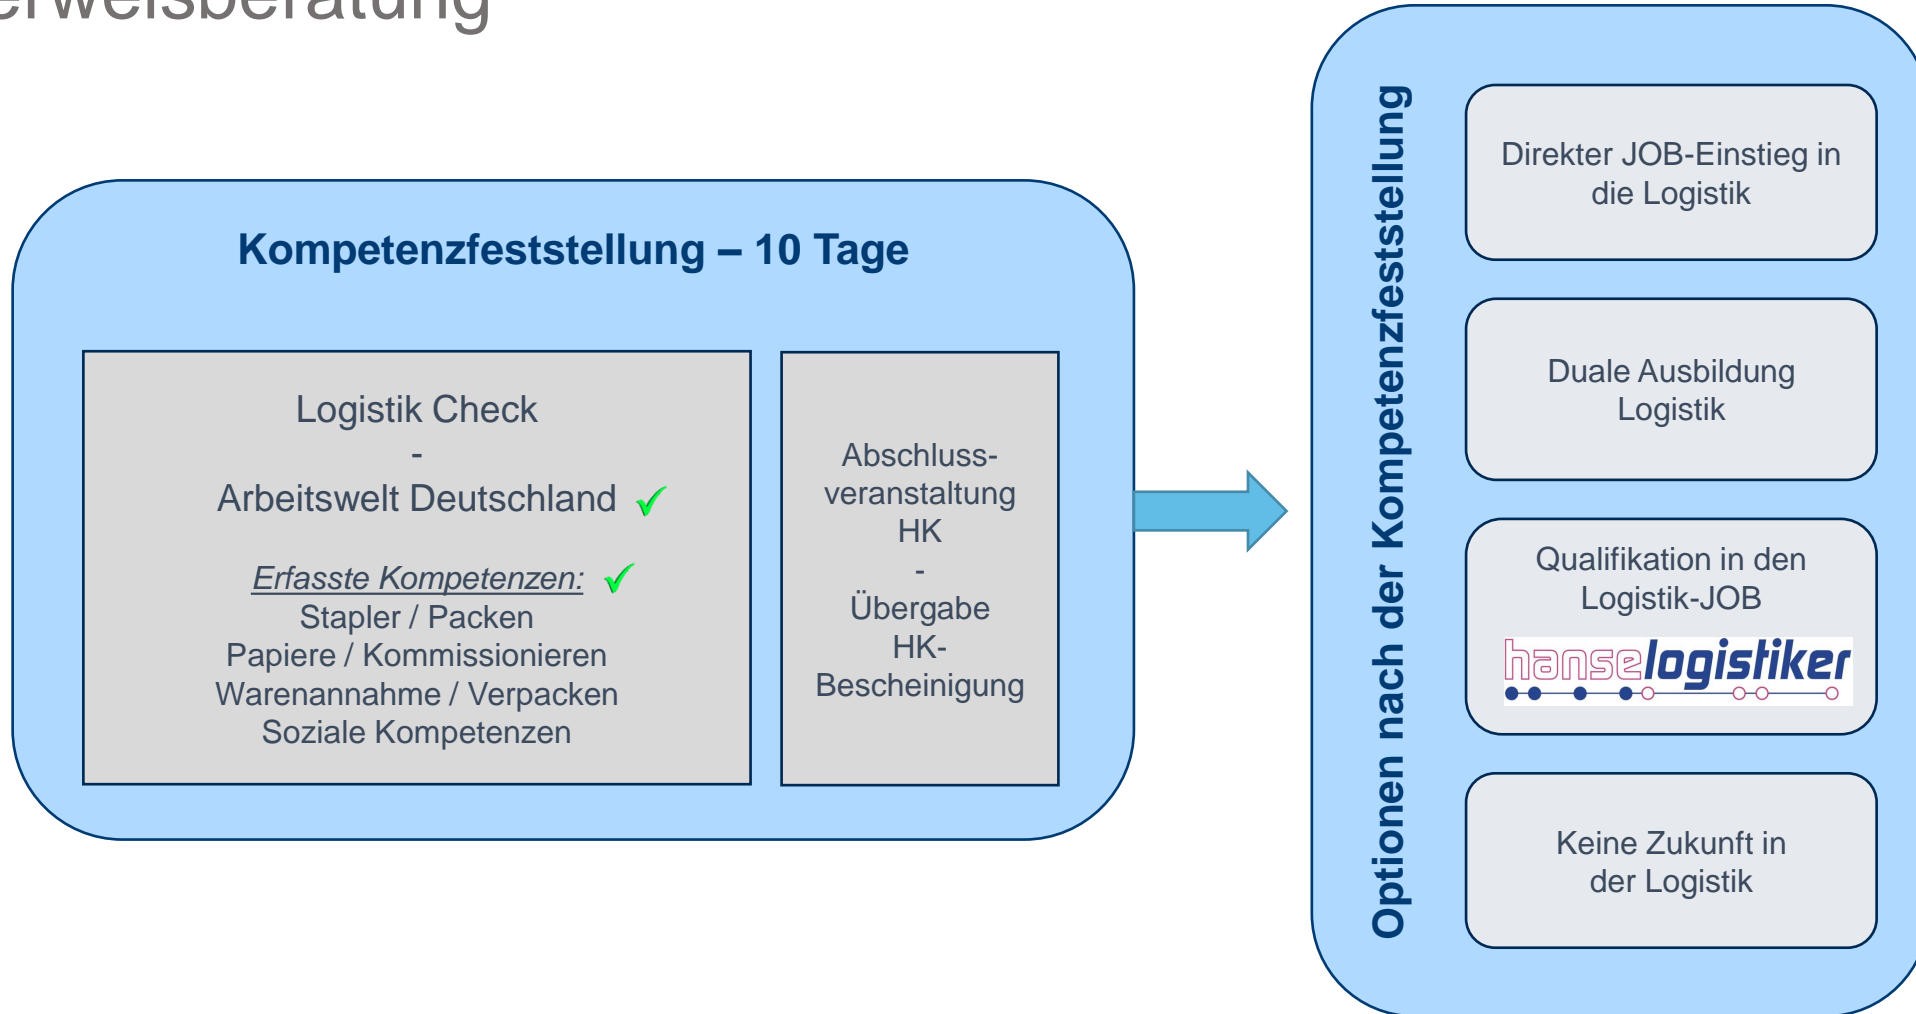 erweisberatung
Kompetenzfeststellung – 10 Tage
Logistik Check
-
Arbeitswelt Deutschland
Erfasste Kompetenzen:
Stapler / Packen
Papiere / Kommissionieren
Warenannahme / Verpacken
Soziale Kompetenzen
Abschluss-
veranstaltung
HK
-
Übergabe
HK-
Bescheinigung
Optionen nach der Kompetenzfeststellung
Direkter JOB-Einstieg in
die Logistik
Duale Ausbildung
Logistik
Qualifikation in den
Logistik-JOB
hanselogistiker
Keine Zukunft in
der Logistik